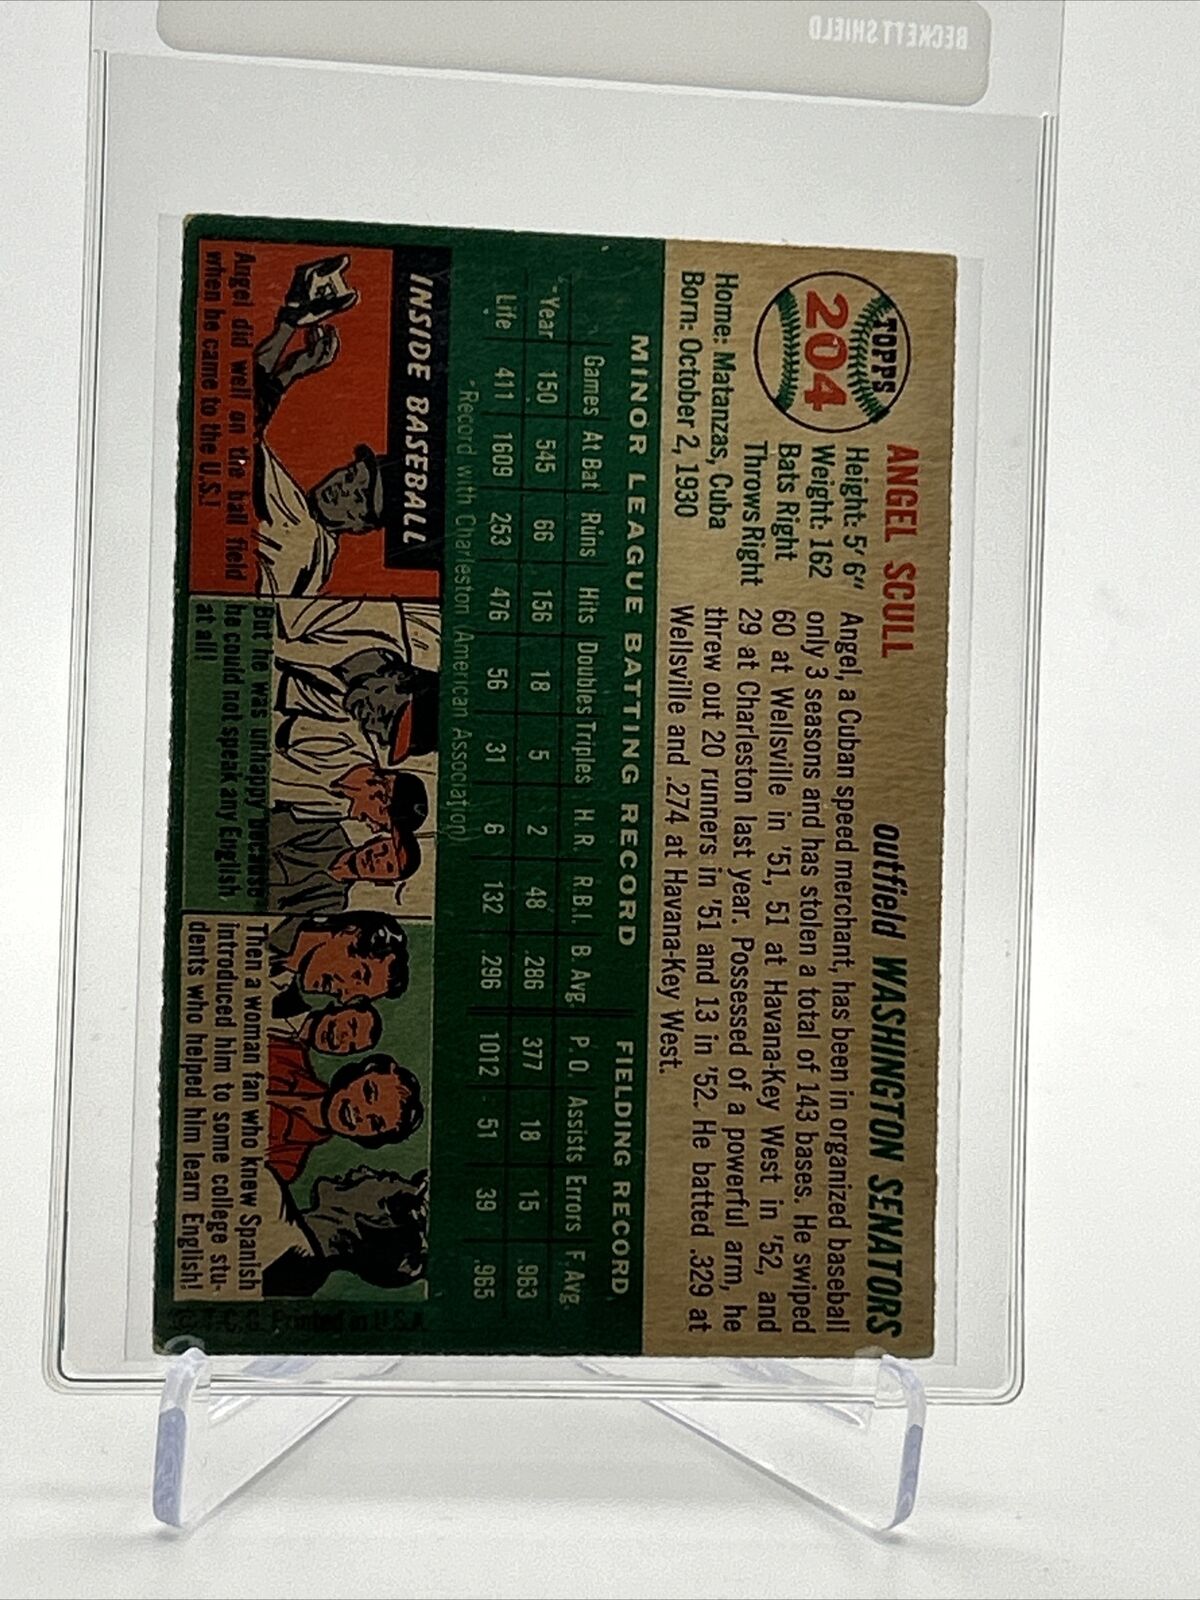 BECKETT SHIELD
TOPPS
204
ANGEL SCULL
outfield WASHINGTON SENATORS
Height: 5'6"
Weight: 162
Bats Right
Throws Right
Home: Matanzas, Cuba
Born: October 2, 1930
Angel, a Cuban speed merchant, has been in organized baseball
only 3 seasons and has stolen a total of 143 bases. He swiped
60 at Wellsville in '51, 51 at Havana-Key West in '52, and
29 at Charleston last year. Possessed of a powerful arm, he
threw out 20 runners in '51 and 13 in '52. He batted .329 at
Wellsville and .274 at Havana-Key West.
MINOR LEAGUE BATTING RECORD FIELDING RECORD
Games At Bat Runs Hits Doubles Triples H.R. R.B.I. B. Avg. P. O. Assists Errors F. Avg.
*Year 150 545 66 156 18 5 2 48 .286 377 18 15 .963
Life 411 1609 253 476 56 31 6 132 .296 1012 51 39 .965
*Record with Charleston (American Association)
INSIDE BASEBALL
Angel did well on the ball field
when he came to the U.S.!
But he was unhappy because
he could not speak any English,
at all!
Then a woman fan who knew Spanish
introduced him to some college stu-
dents who helped him learn English!
© T.C.G. Printed in U.S.A.